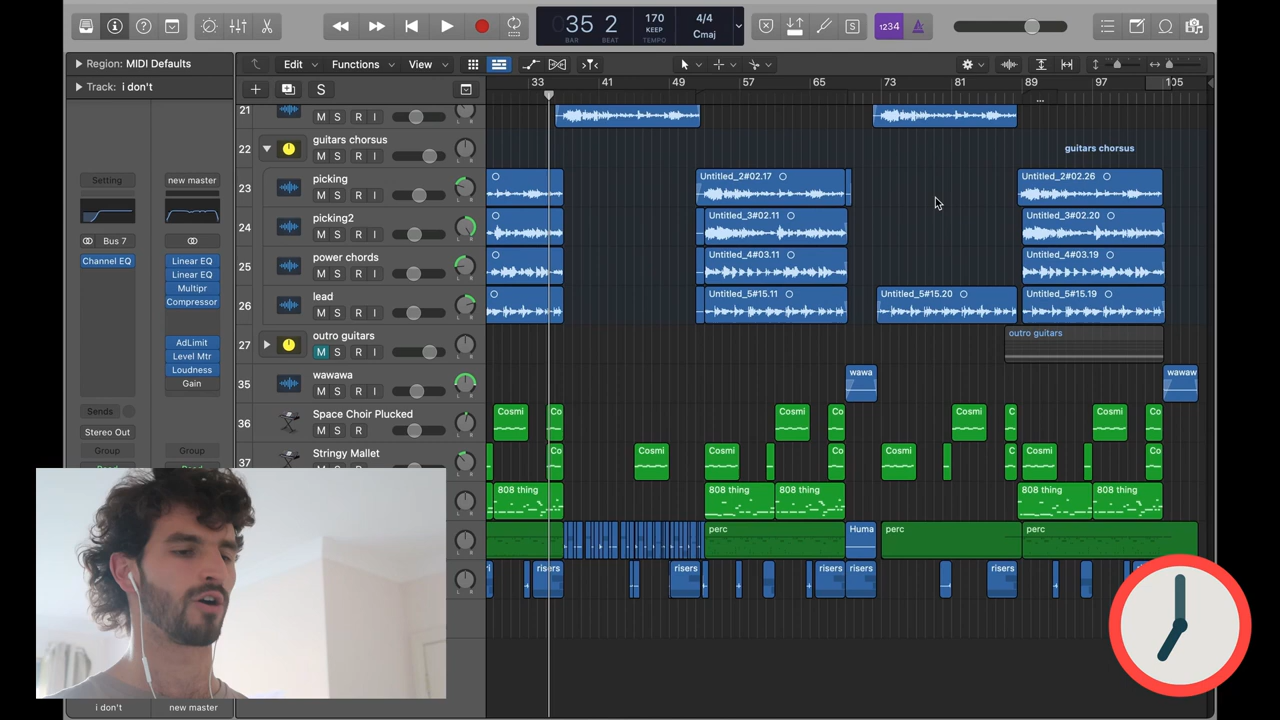 35 2
BAR BEAT
170
KEEP
TEMPO
4/4
Cmaj
1234
Region: MIDI Defaults
Track: i don't
Edit
Functions
View
S
33 41 49 57 65 73 81 89 97 105
Setting
new master
Bus 7
Channel EQ
Linear EQ
Linear EQ
Multipr
Compressor
AdLimit
Level Mtr
Loudness
Gain
Sends
Stereo Out
Group
Group
i don't
new master
21
M S R I
22 guitars chorsus
M S R I
guitars chorsus
23 picking
M S R I
Untitled_2#02.17
Untitled_2#02.26
24 picking2
M S R I
Untitled_3#02.11
Untitled_3#02.20
25 power chords
M S R I
Untitled_4#03.11
Untitled_4#03.19
26 lead
M S R I
Untitled_5#15.11
Untitled_5#15.20
Untitled_5#15.19
27 outro guitars
M S R I
outro guitars
35 wawawa
M S R I
wawa
wawaw
36 Space Choir Plucked
M S R
Cosmi Co Cosmi Co Cosmi C Cosmi Co
37 Stringy Mallet
Co Cosmi Cosmi Co Cosmi C Cosmi Co
808 thing 808 thing 808 thing 808 thing 808 thing
perc Huma perc perc
risers risers risers risers risers